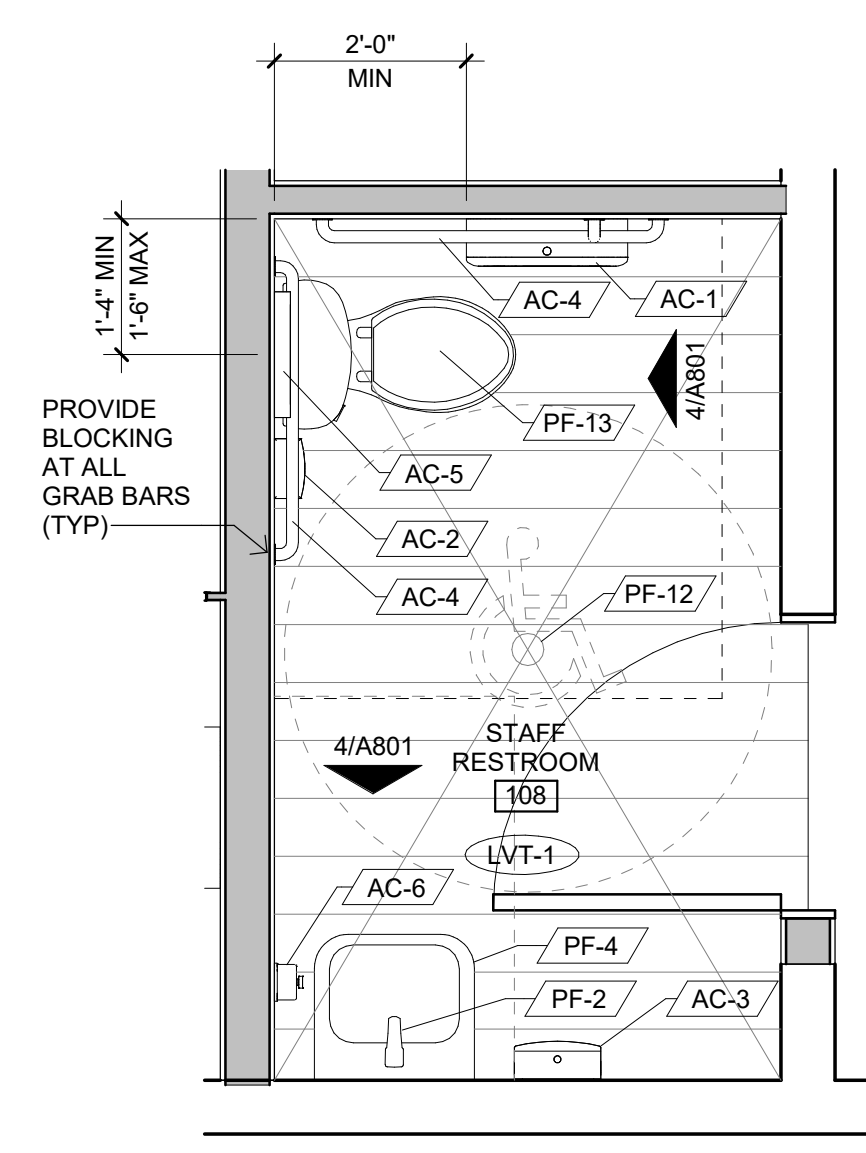 2'-0"
MIN
1'-4" MIN
1'-6" MAX
AC-4
AC-1
4/A801
PROVIDE
BLOCKING
AT ALL
GRAB BARS
(TYP)
PF-13
AC-5
AC-2
AC-4
PF-12
4/A801
STAFF
RESTROOM
108
LVT-1
AC-6
PF-4
PF-2
AC-3